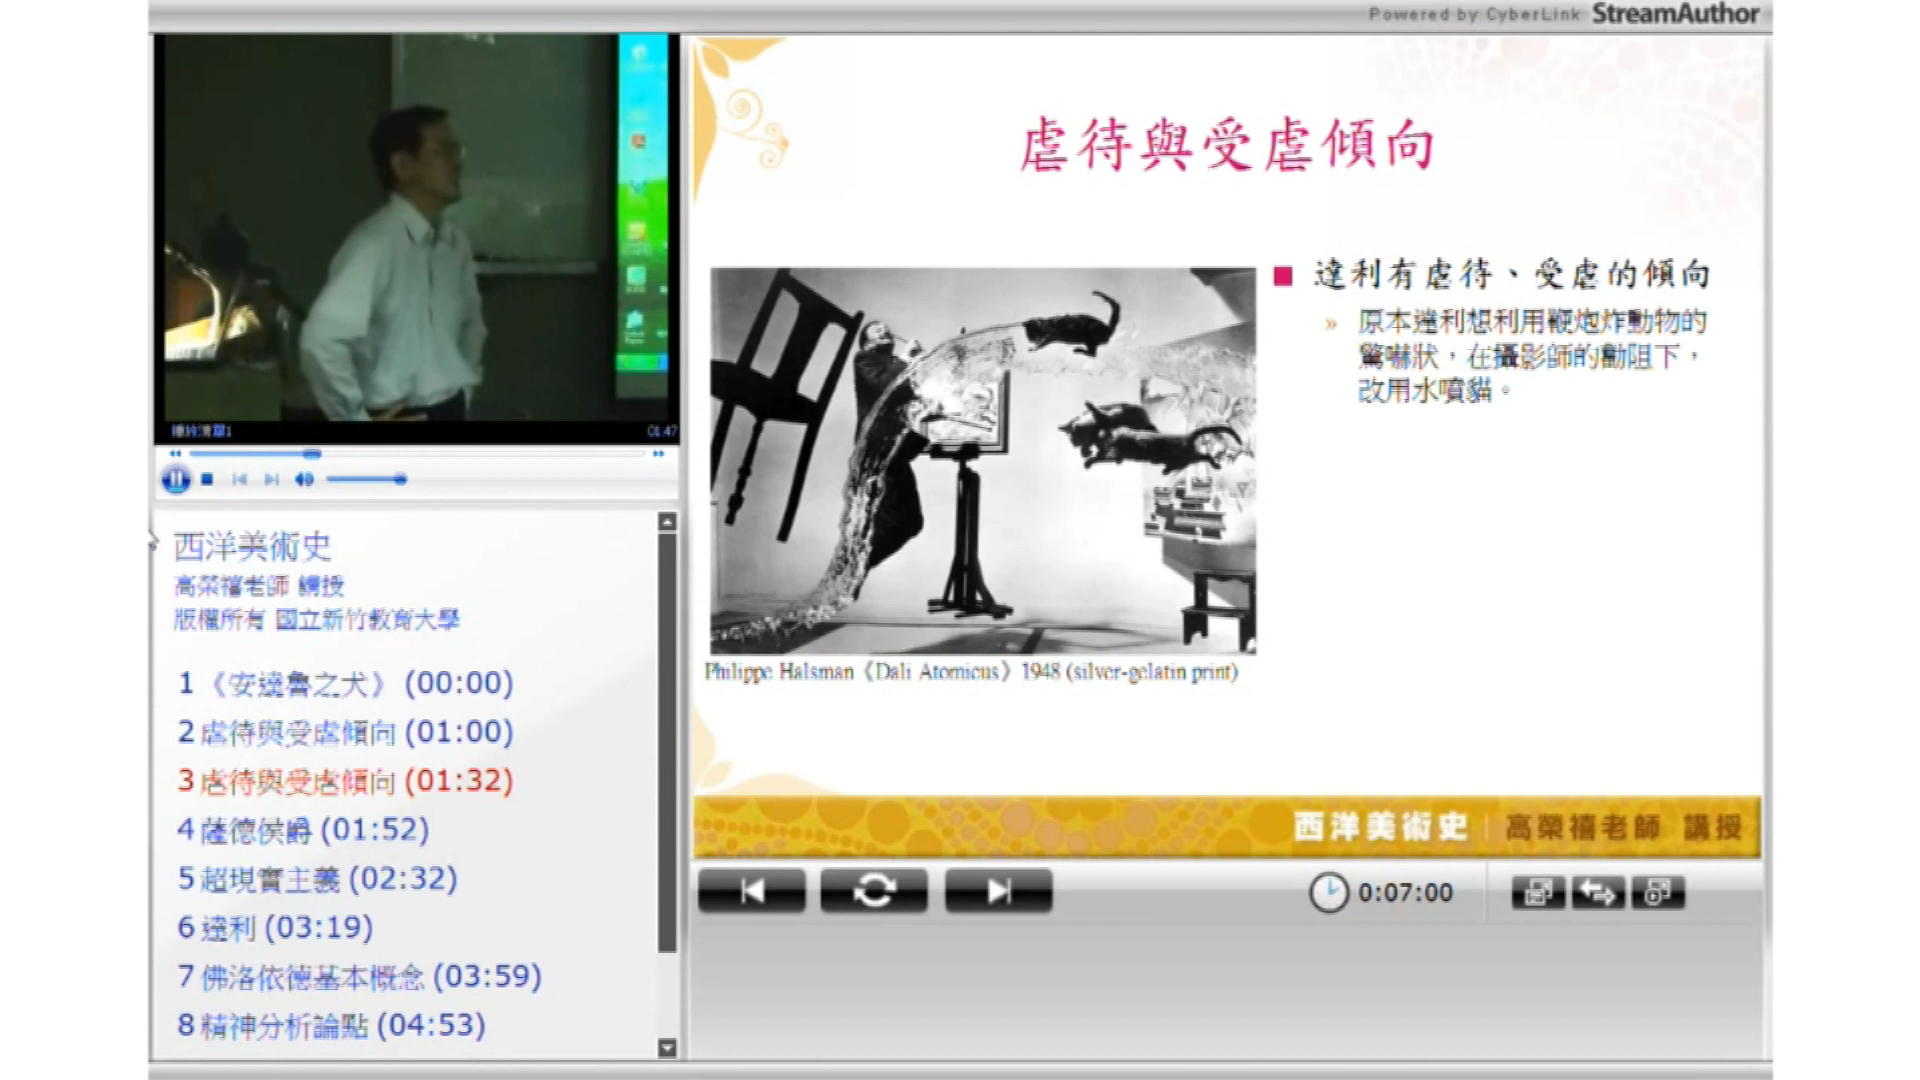 Powered by CyberLink StreamAuthor
播放清單1
01:47
西洋美術史
高榮禧老師 講授
版權所有 國立新竹教育大學
1《安達魯之犬》(00:00)
2 虐待與受虐傾向 (01:00)
3 虐待與受虐傾向 (01:32)
4 薩德侯爵 (01:52)
5 超現實主義 (02:32)
6 達利 (03:19)
7 佛洛依德基本概念 (03:59)
8 精神分析論點 (04:53)
虐待與受虐傾向
達利有虐待、受虐的傾向
» 原本達利想利用鞭炮炸動物的
驚嚇狀，在攝影師的勸阻下，
改用水噴貓。
Philippe Halsman《Dali Atomicus》1948 (silver-gelatin print)
西洋美術史 | 高榮禧老師 講授
0:07:00